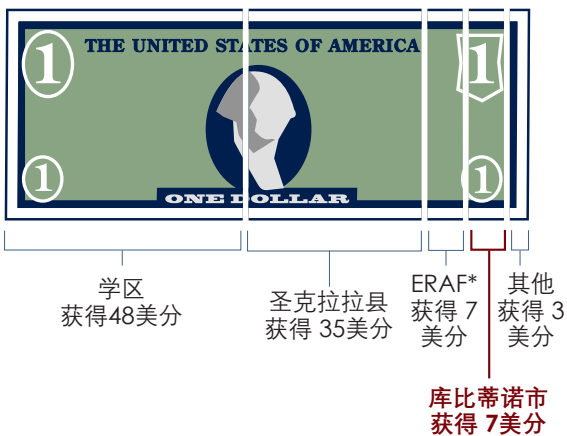 1 THE UNITED STATES OF AMERICA 1
1 1
ONE DOLLAR
学区
获得48美分
圣克拉拉县
获得 35美分
ERAF*
获得 7
美分
其他
获得 3
美分
库比蒂诺市
获得 7美分